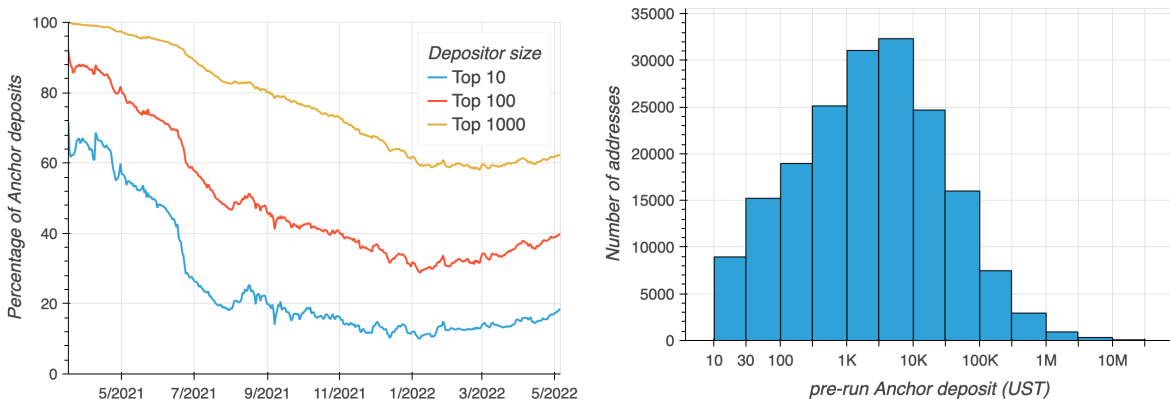 Percentage of Anchor deposits
100
80
60
40
20
0
5/2021 7/2021 9/2021 11/2021 1/2022 3/2022 5/2022
Depositor size
Top 10
Top 100
Top 1000
Number of addresses
35000
30000
25000
20000
15000
10000
5000
0
10 30 100 1K 10K 100K 1M 10M
pre-run Anchor deposit (UST)